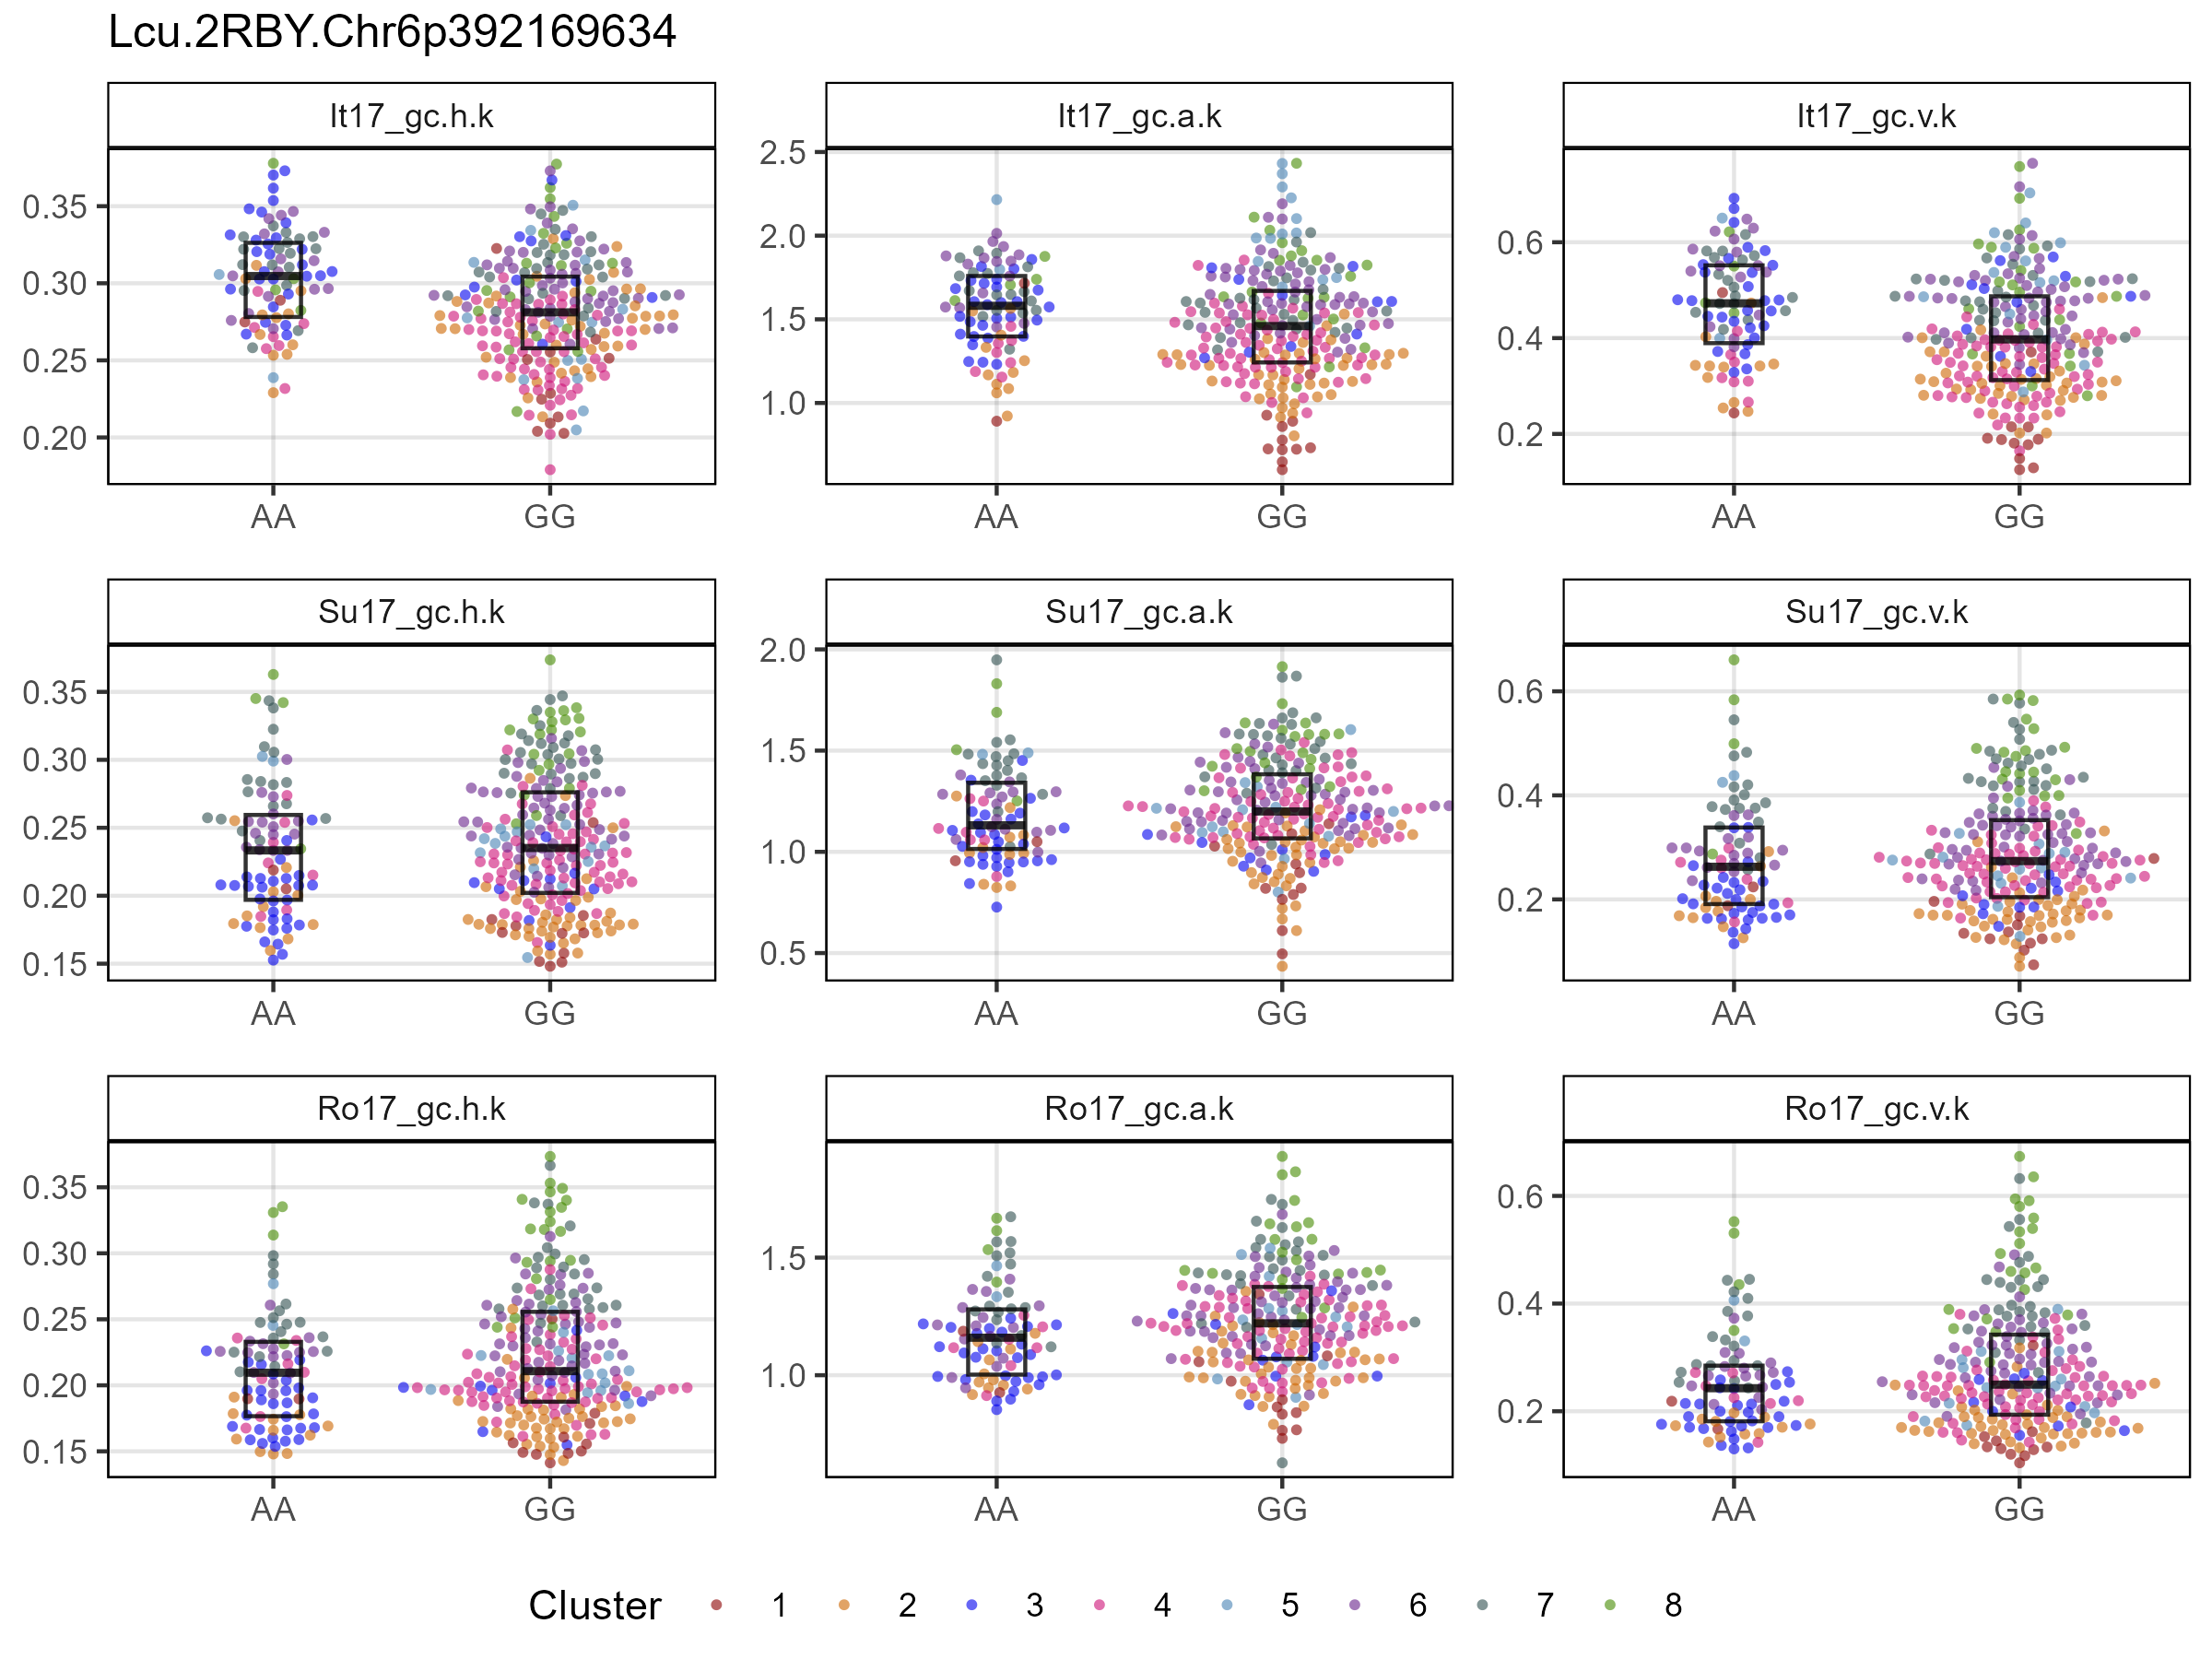 Lcu.2RBY.Chr6p392169634
It17_gc.h.k
It17_gc.a.k
It17_gc.v.k
0.35
0.30
0.25
0.20
AA
GG
2.5
2.0
1.5
1.0
AA
GG
0.6
0.4
0.2
AA
GG
Su17_gc.h.k
Su17_gc.a.k
Su17_gc.v.k
0.35
0.30
0.25
0.20
0.15
AA
GG
2.0
1.5
1.0
0.5
AA
GG
0.6
0.4
0.2
AA
GG
Ro17_gc.h.k
Ro17_gc.a.k
Ro17_gc.v.k
0.35
0.30
0.25
0.20
0.15
AA
GG
1.5
1.0
AA
GG
0.6
0.4
0.2
AA
GG
Cluster 1 2 3 4 5 6 7 8